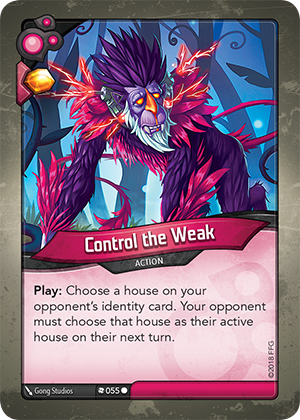 Control the Weak
ACTION
Play: Choose a house on your
opponent's identity card. Your opponent
must choose that house as their active
house on their next turn.
©2018 FFG
Gong Studios
055